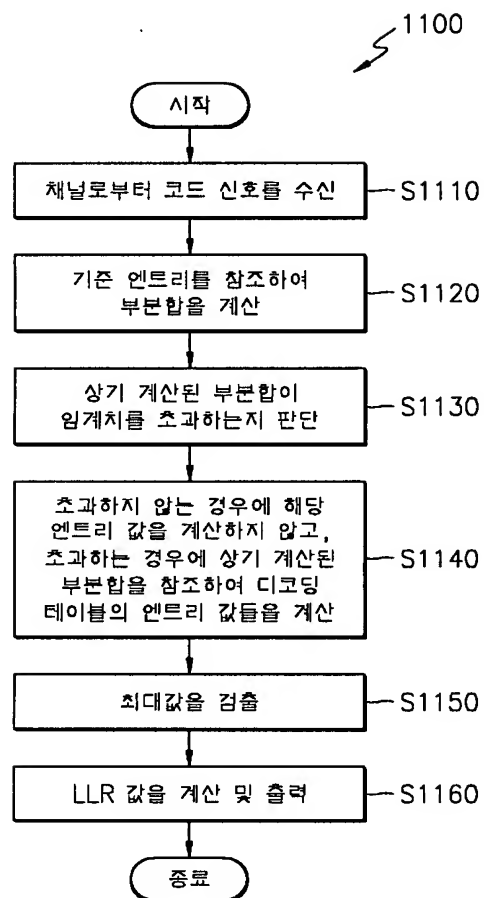 1100
시작
채널로부터 코드 신호를 수신
S1110
기준 엔트리를 참조하여
부분합을 계산
S1120
상기 계산된 부분합이
임계치를 초과하는지 판단
S1130
초과하지 않는 경우에 해당
엔트리 값을 계산하지 않고,
초과하는 경우에 상기 계산된
부분합을 참조하여 디코딩
테이블의 엔트리 값들을 계산
S1140
최대값을 검출
S1150
LLR 값을 계산 및 출력
S1160
종료